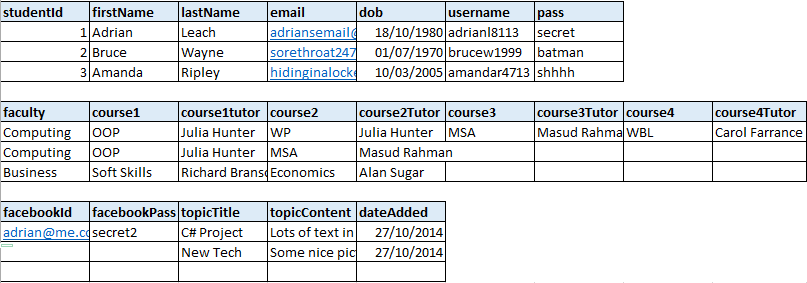 studentId firstName lastName email dob username pass
1 Adrian Leach adriansemail@ 18/10/1980 adrianl8113 secret
2 Bruce Wayne sorethroat247 01/07/1970 brucew1999 batman
3 Amanda Ripley hidinginalocke 10/03/2005 amandar4713 shhhh
faculty course1 course1tutor course2 course2Tutor course3 course3Tutor course4 course4Tutor
Computing OOP Julia Hunter WP Julia Hunter MSA Masud Rahma WBL Carol Farrance
Computing OOP Julia Hunter MSA Masud Rahman
Business Soft Skills Richard Branso Economics Alan Sugar
facebookId facebookPass topicTitle topicContent dateAdded
adrian@me.co secret2 C# Project Lots of text in 27/10/2014
New Tech Some nice pic 27/10/2014